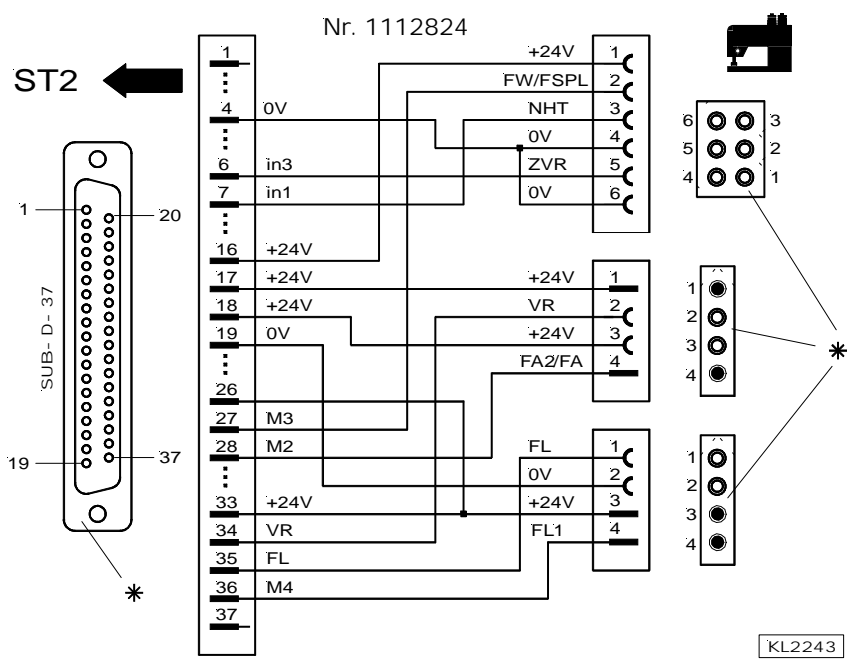 Nr. 1112824
ST2
1
4 0V
6 in3
7 in1
16 +24V
17 +24V
18 +24V
19 0V
26
27 M3
28 M2
33 +24V
34 VR
35 FL
36 M4
37
+24V 1
FW/FSPL 2
NHT 3
0V 4
ZVR 5
0V 6
+24V 1
VR 2
+24V 3
FA2/FA 4
FL 1
0V 2
+24V 3
FL1 4
1 20
SUB-D-37
19 37
6 3
5 2
4 1
1
2
3
4
1
2
3
4
KL2243